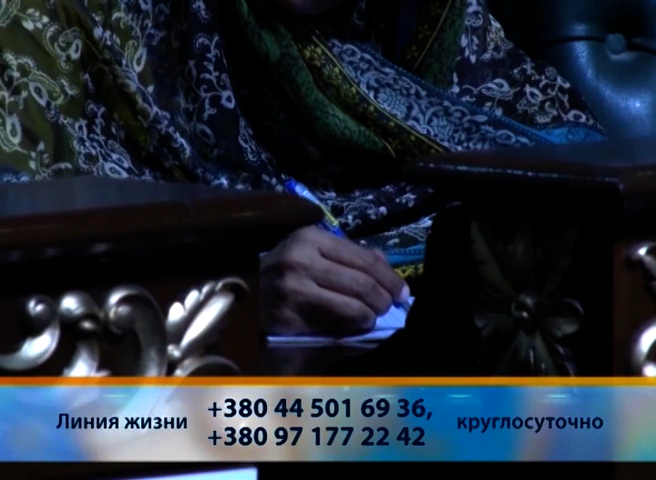 Линия жизни
+380 44 501 69 36,
+380 97 177 22 42
круглосуточно